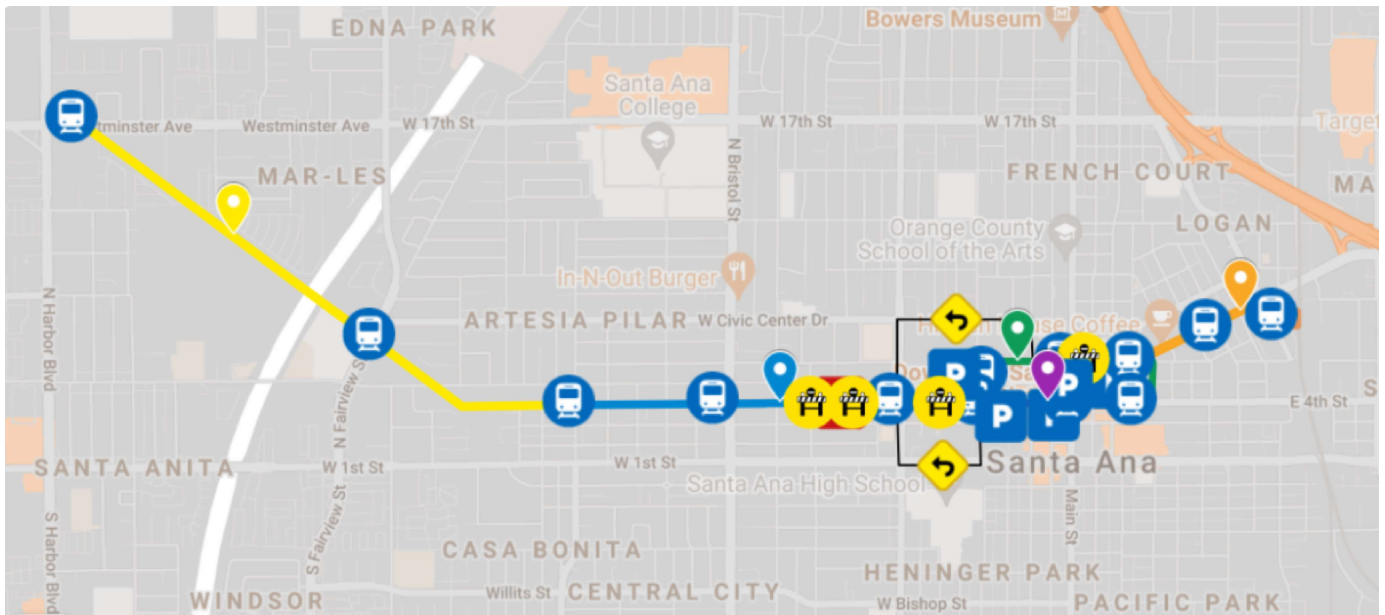 EDNA PARK
Bowers Museum
Santa Ana
College
tminster Ave
Westminster Ave
W 17th St
W 17th St
W 17th St
Target
MAR-LES
N Bristol St
FRENCH COURT
MA
LOGAN
Orange County
School of the Arts
In-N-Out Burger
N Harbor Blvd
ARTESIA PILAR
W Civic Center Dr
use Coffee
N Fairview S
P
P
P
E 4th St
S
SANTA ANITA
W 1st St
W 1st St
Santa Ana
Santa Ana High School
S Harbor Blvd
S Fairview St
Main St
CASA BONITA
HENINGER PARK
WINDSOR
Willits St
CENTRAL CITY
W Bishop St
PACIFIC PARK